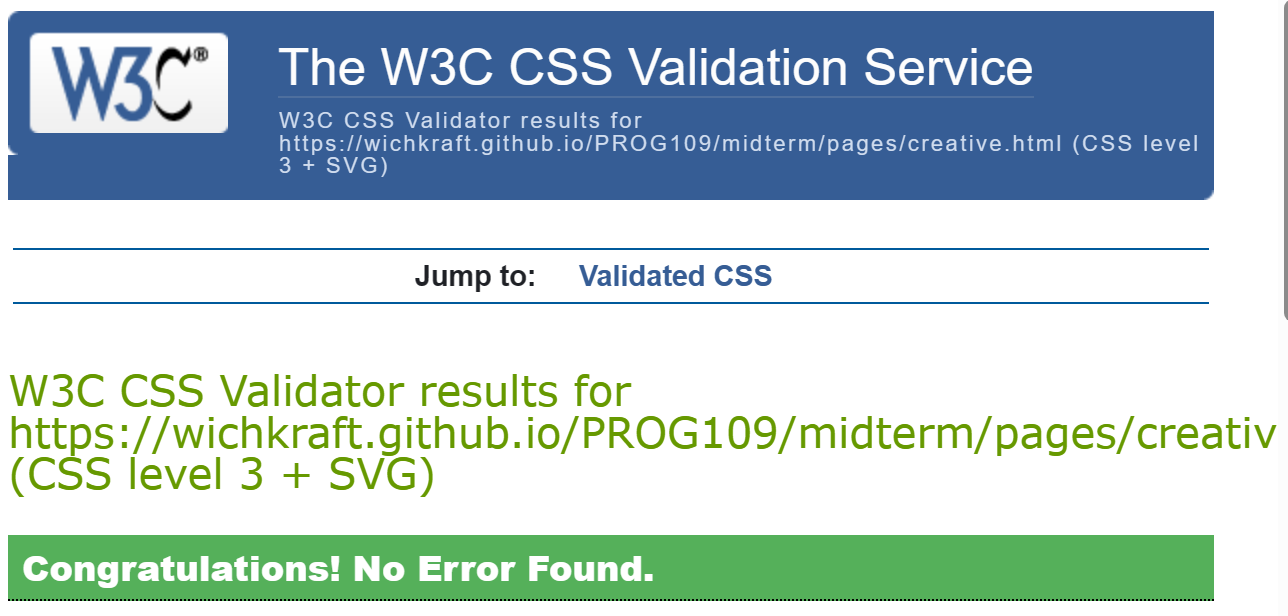 W3C®
The W3C CSS Validation Service
W3C CSS Validator results for
https://wichkraft.github.io/PROG109/midterm/pages/creative.html (CSS level
3 + SVG)
Jump to: Validated CSS
W3C CSS Validator results for
https://wichkraft.github.io/PROG109/midterm/pages/creativ
(CSS level 3 + SVG)
Congratulations! No Error Found.